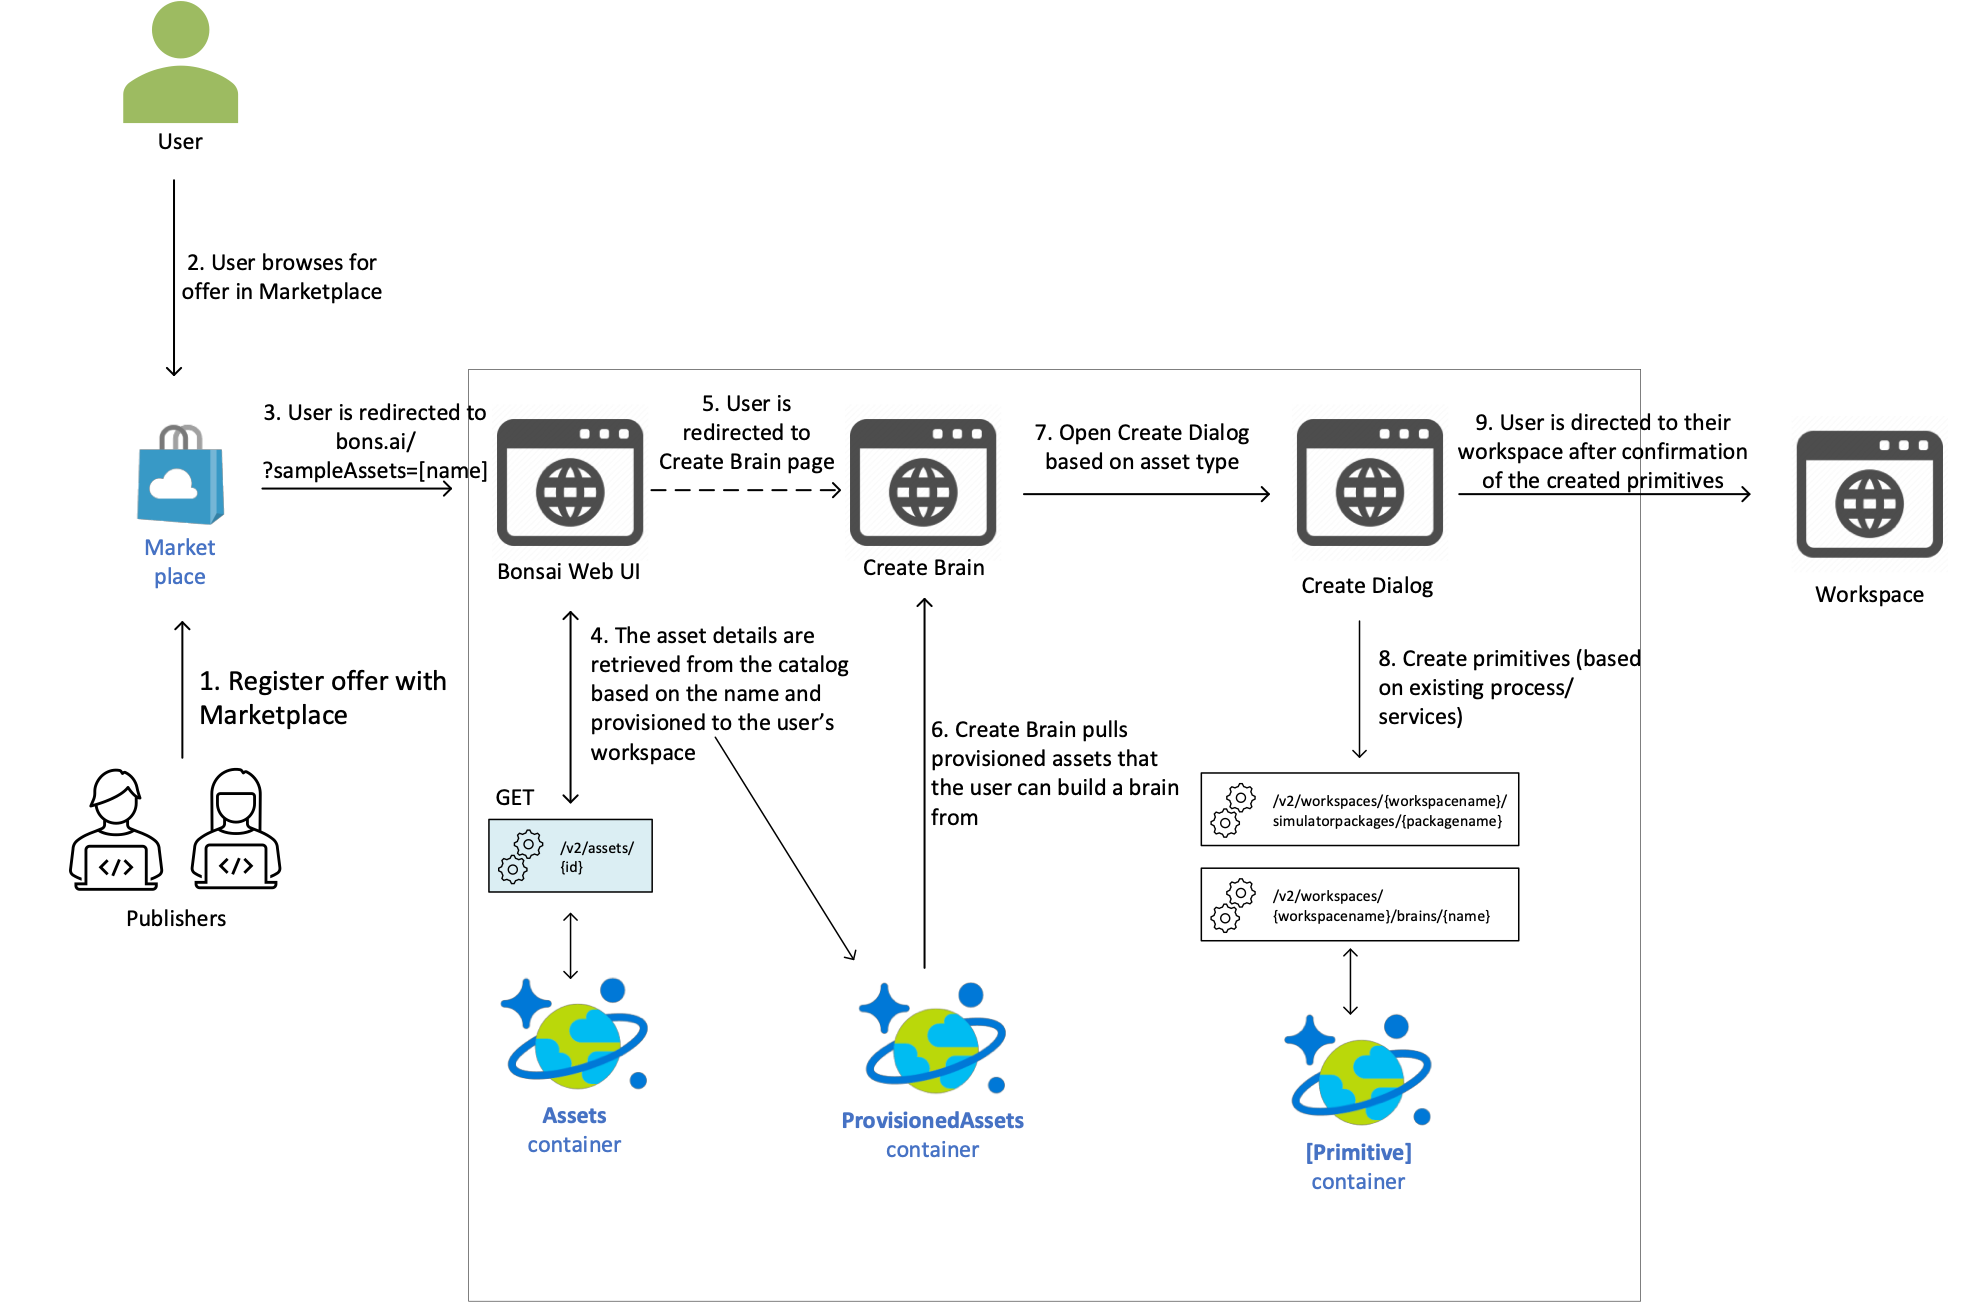 User
2. User browses for
offer in Marketplace
3. User is redirected to
bons.ai/
?sampleAssets=[name]
Market
place
1. Register offer with
Marketplace
Publishers
Bonsai Web UI
5. User is
redirected to
Create Brain page
Create Brain
7. Open Create Dialog
based on asset type
Create Dialog
9. User is directed to their
workspace after confirmation
of the created primitives
Workspace
4. The asset details are
retrieved from the catalog
based on the name and
provisioned to the user’s
workspace
GET
/v2/assets/
{id}
Assets
container
6. Create Brain pulls
provisioned assets that
the user can build a brain
from
ProvisionedAssets
container
8. Create primitives (based
on existing process/
services)
/v2/workspaces/{workspacename}/
simulatorpackages/{packagename}
/v2/workspaces/
{workspacename}/brains/{name}
[Primitive]
container